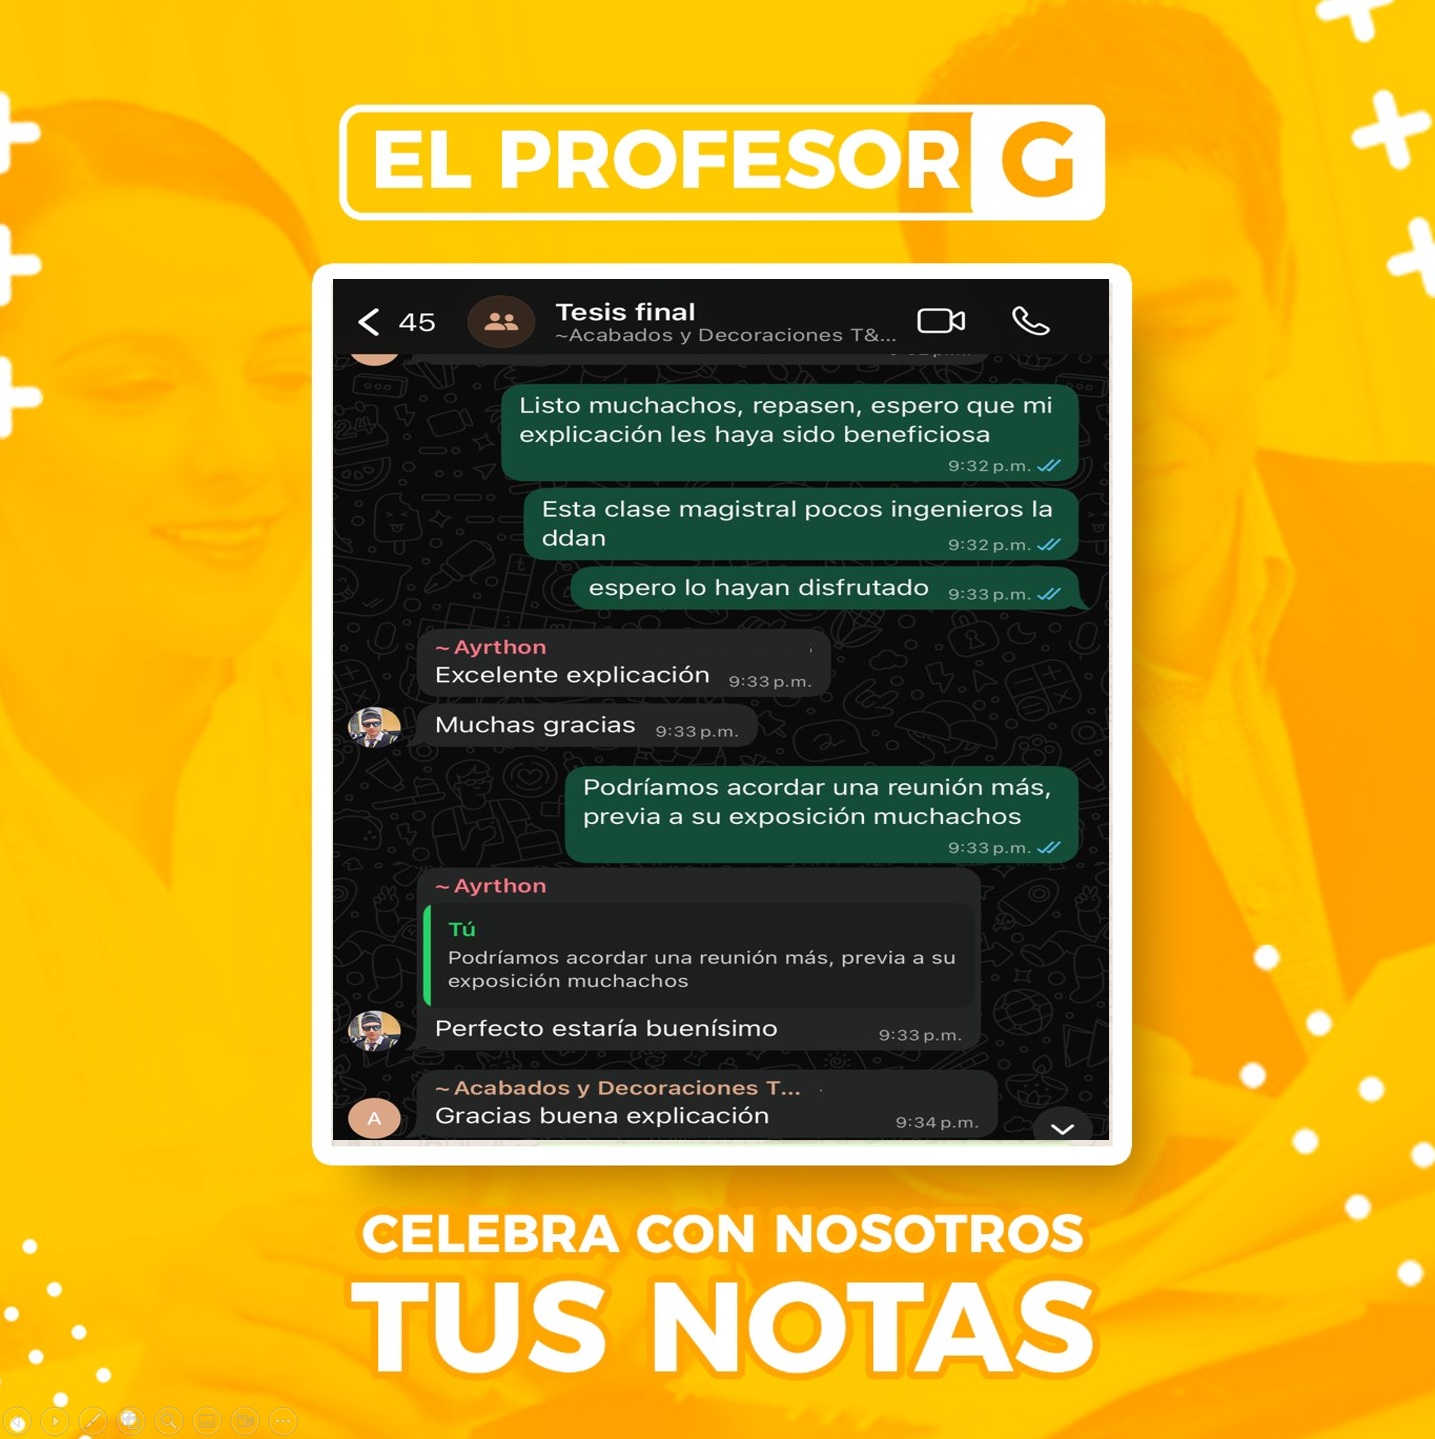 EL PROFESOR G
45
Tesis final
~Acabados y Decoraciones T&...
Listo muchachos, repasen, espero que mi
explicación les haya sido beneficiosa
9:32 p.m.
Esta clase magistral pocos ingenieros la
ddan
9:32 p.m.
espero lo hayan disfrutado
9:33 p.m.
~ Ayrthon
Excelente explicación
9:33 p.m.
Muchas gracias
9:33 p.m.
Podríamos acordar una reunión más,
previa a su exposición muchachos
9:33 p.m.
~ Ayrthon
Tú
Podríamos acordar una reunión más, previa a su
exposición muchachos
Perfecto estaría buenísimo
9:33 p.m.
~ Acabados y Decoraciones T...
A
Gracias buena explicación
9:34 p.m.
CELEBRA CON NOSOTROS
TUS NOTAS